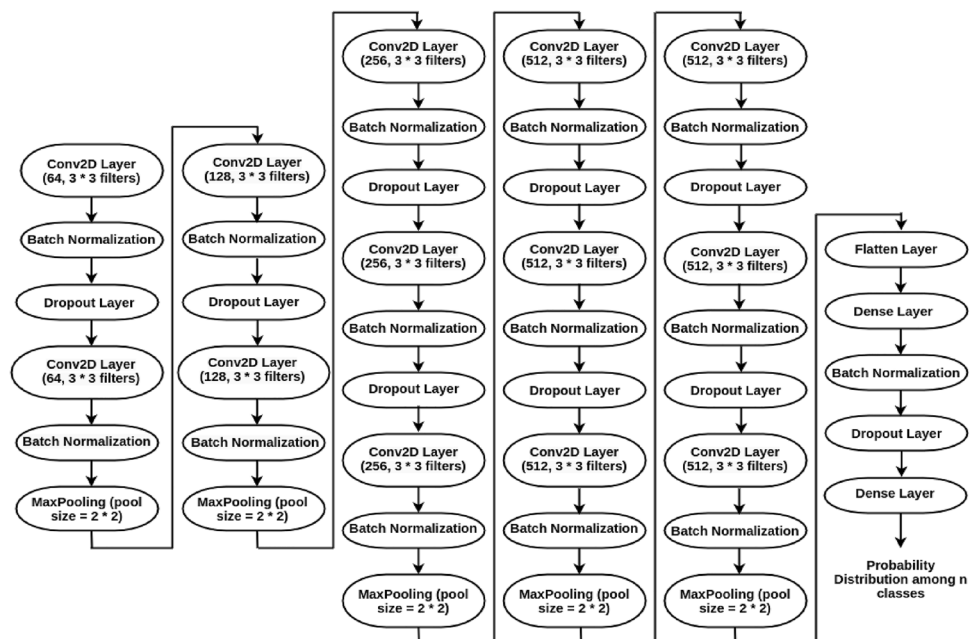 Conv2D Layer
(64, 3 * 3 filters)
Batch Normalization
Dropout Layer
Conv2D Layer
(64, 3 * 3 filters)
Batch Normalization
MaxPooling (pool
size = 2 * 2)
Conv2D Layer
(128, 3 * 3 filters)
Batch Normalization
Dropout Layer
Conv2D Layer
(128, 3 * 3 filters)
Batch Normalization
MaxPooling (pool
size = 2 * 2)
Conv2D Layer
(256, 3 * 3 filters)
Batch Normalization
Dropout Layer
Conv2D Layer
(256, 3 * 3 filters)
Batch Normalization
Dropout Layer
Conv2D Layer
(256, 3 * 3 filters)
Batch Normalization
MaxPooling (pool
size = 2 * 2)
Conv2D Layer
(512, 3 * 3 filters)
Batch Normalization
Dropout Layer
Conv2D Layer
(512, 3 * 3 filters)
Batch Normalization
Dropout Layer
Conv2D Layer
(512, 3 * 3 filters)
Batch Normalization
MaxPooling (pool
size = 2 * 2)
Conv2D Layer
(512, 3 * 3 filters)
Batch Normalization
Dropout Layer
Conv2D Layer
(512, 3 * 3 filters)
Batch Normalization
Dropout Layer
Conv2D Layer
(512, 3 * 3 filters)
Batch Normalization
MaxPooling (pool
size = 2 * 2)
Flatten Layer
Dense Layer
Batch Normalization
Dropout Layer
Dense Layer
Probability
Distribution among n
classes